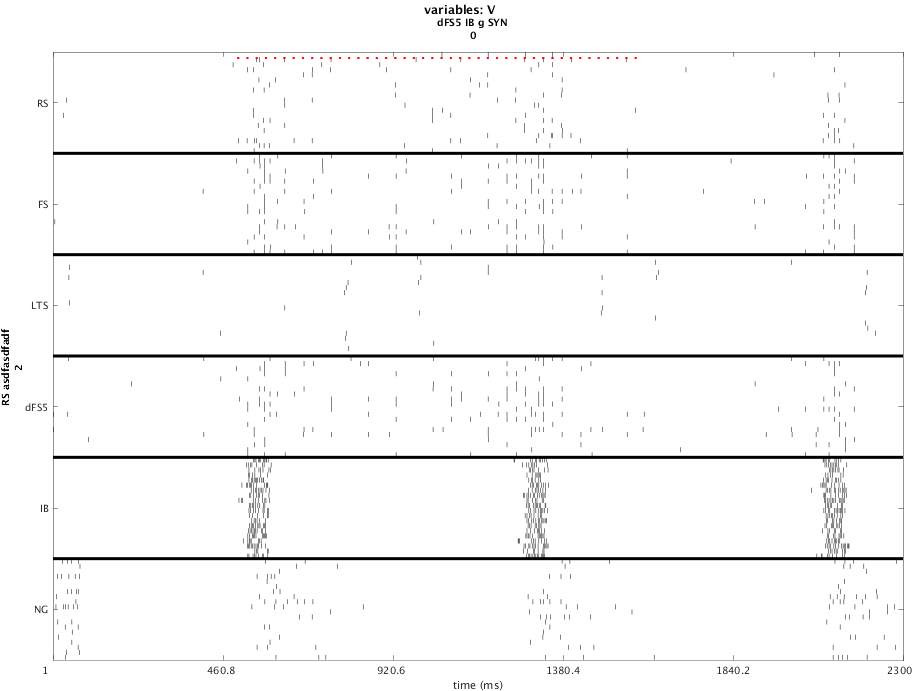 variables: V
dFS5 IB g SYN
0
RS
FS
LTS
RS asdfasdfadf
2
dFS5
IB
NG
1
460.8
920.6
1380.4
1840.2
2300
time (ms)